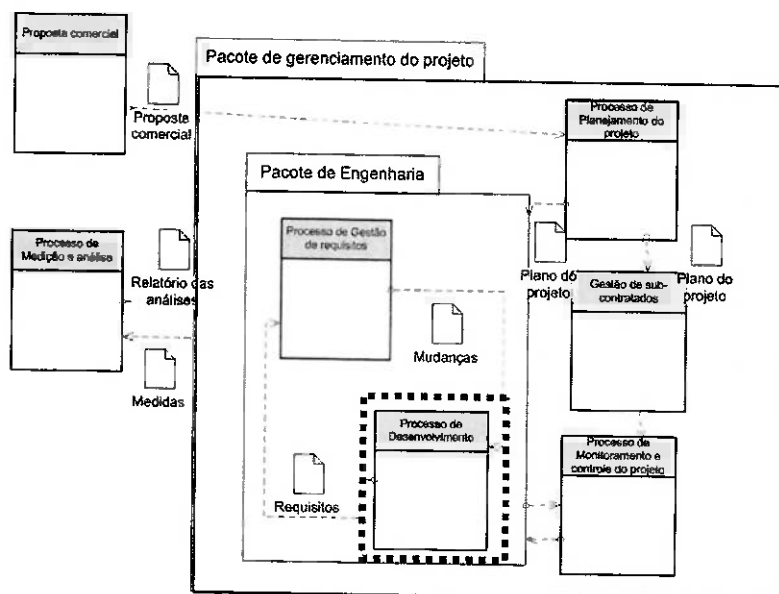 Proposta comercial
Pacote de gerenciamento do projeto
Proposta
comercial
Processo de
Planejamento do
projeto
Pacote de Engenharia
Processo de Gestão
de requisitos
Processo de
Medição e análise
Relatório das
análises
Plano do
projeto
Plano do
projeto
Gestão de sub-
contratados
Mudanças
Medidas
Processo de
Desenvolvimento
Processo de
Monitoramento e
controle do projeto
Requisitos